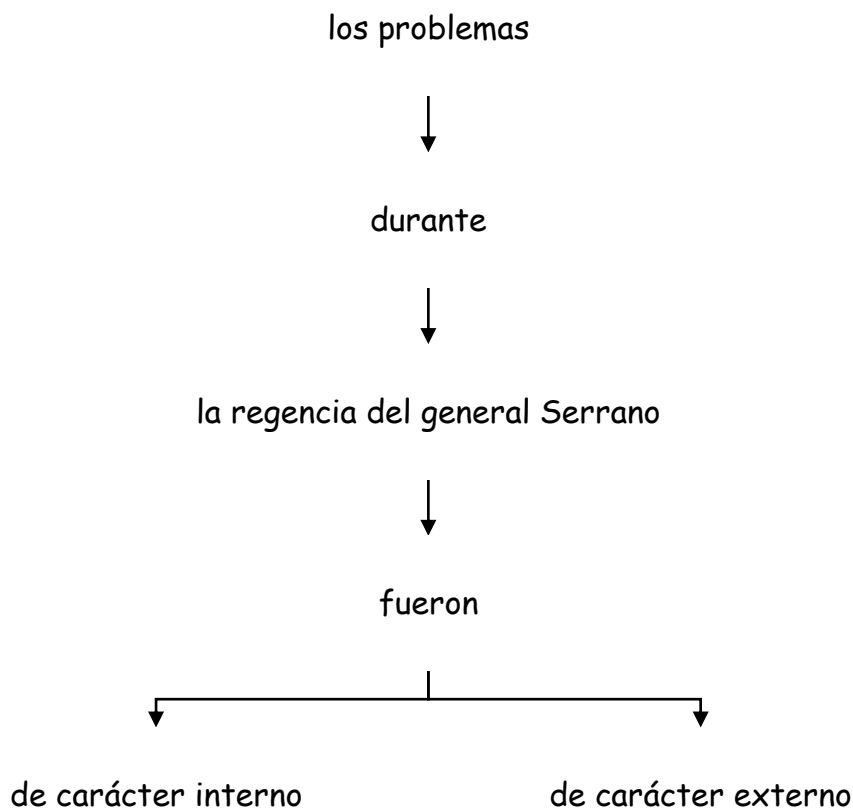 los problemas
durante
la regencia del general Serrano
fueron
de carácter interno
de carácter externo